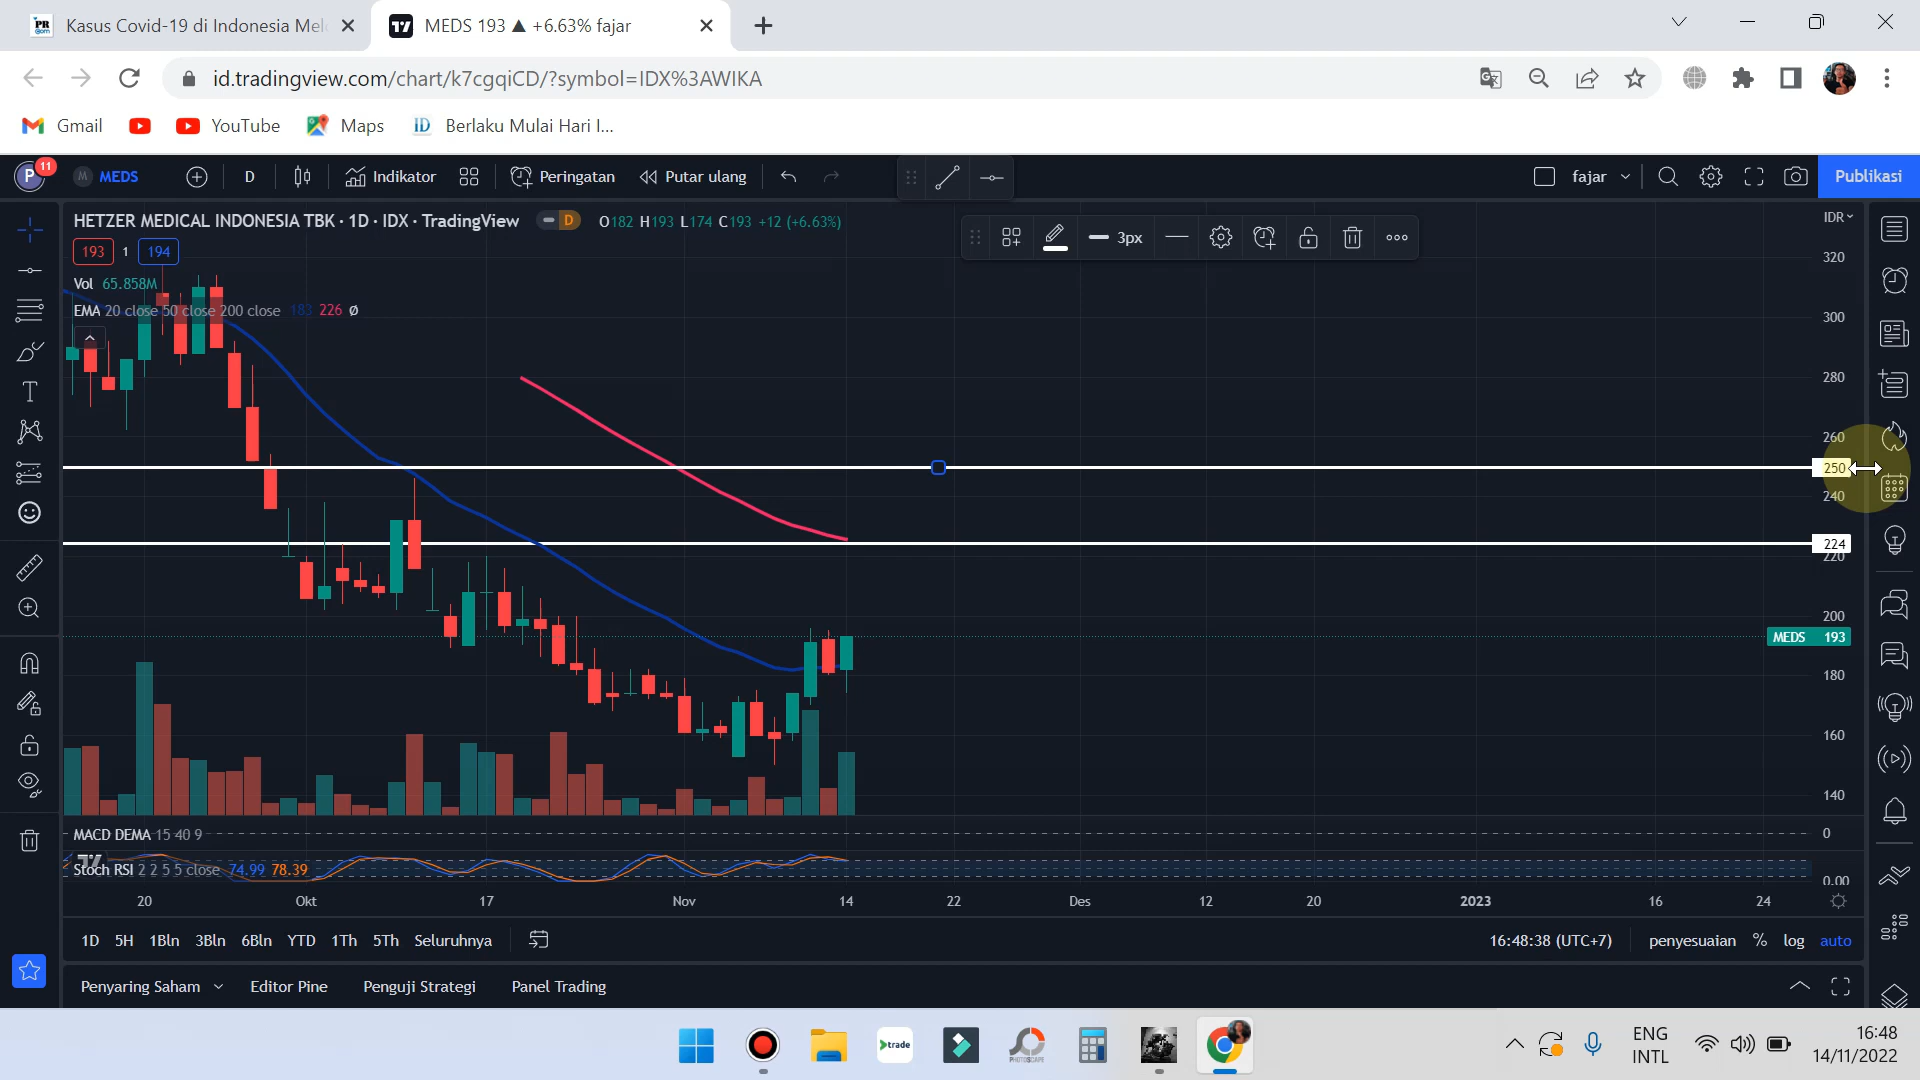 Kasus Covid-19 di Indonesia Mel
MEDS 193 ▲ +6.63% fajar
id.tradingview.com/chart/k7cgqiCD/?symbol=IDX%3AWIKA
Gmail
YouTube
Maps
Berlaku Mulai Hari I...
P
11
M
MEDS
D
Indikator
Peringatan
Putar ulang
fajar
Publikasi
HETZER MEDICAL INDONESIA TBK · 1D · IDX · TradingView
D
O182 H193 L174 C193 +12 (+6.63%)
193
1
194
3px
IDR
Vol 65.858M
EMA 20 close 50 close 200 close 183 226 Ø
320
300
280
260
250
240
224
220
200
MEDS 193
180
160
140
MACD DEMA 15 40 9
0
Stoch RSI 2 2 5 5 close 74.99 78.39
0.00
20
Okt
17
Nov
14
22
Des
12
20
2023
16
24
1D 5H 1Bln 3Bln 6Bln YTD 1Th 5Th Seluruhnya
16:48:38 (UTC+7)
penyesuaian % log auto
Penyaring Saham
Editor Pine
Penguji Strategi
Panel Trading
trade
PHOTOSCAPE
ENG
INTL
16:48
14/11/2022